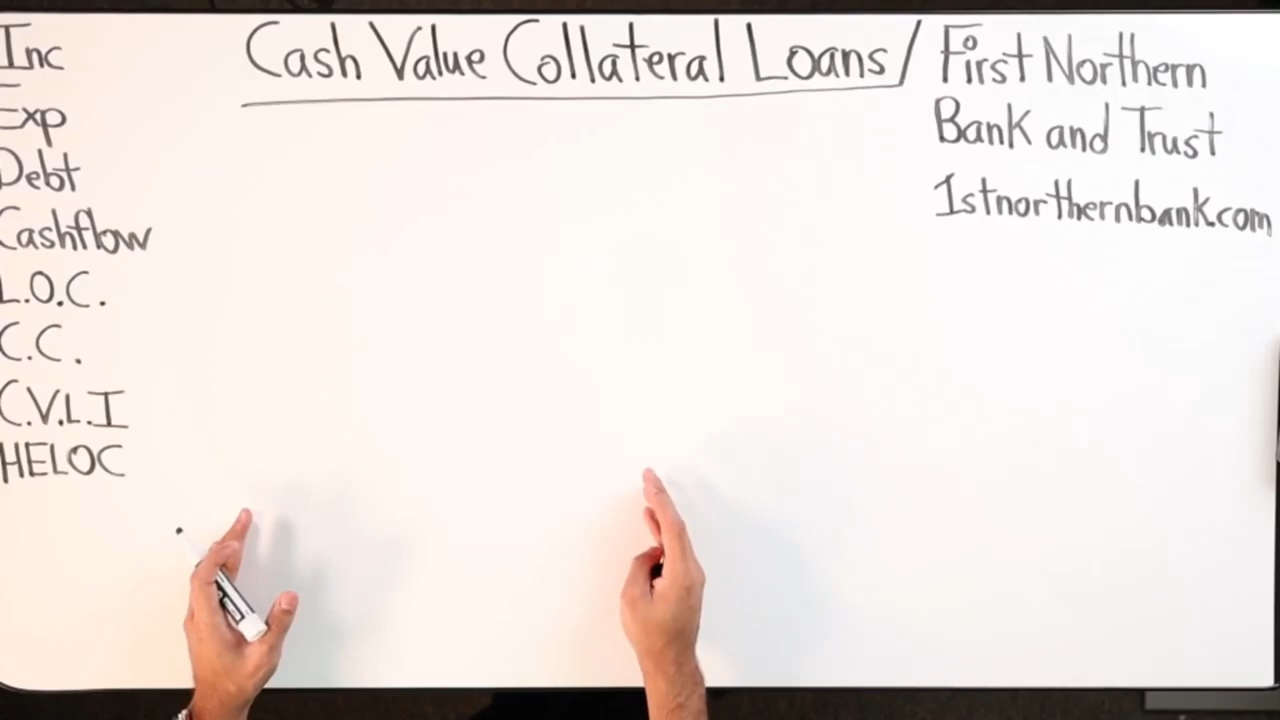 Inc
Exp
Debt
Cashflow
L.O.C.
C.C.
C.V.L.I
HELOC
Cash Value Collateral Loans/
First Northern
Bank and Trust
1stnorthernbank.com